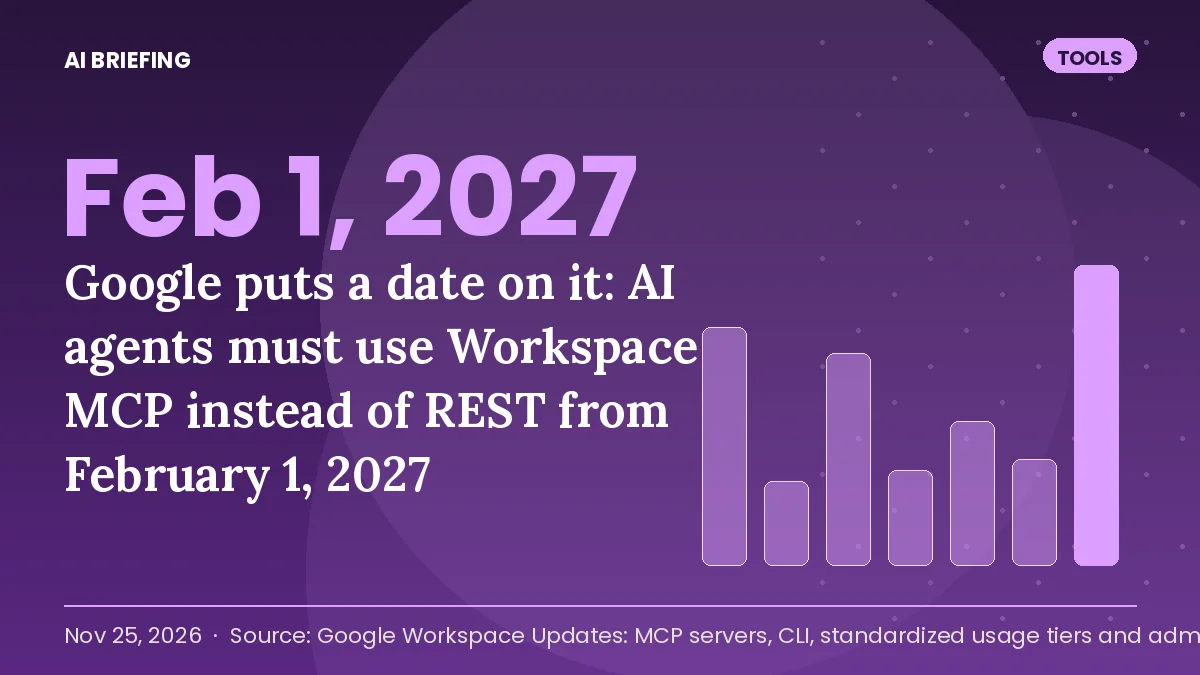 AI BRIEFING
TOOLS
Feb 1, 2027
Google puts a date on it: AI
agents must use Workspace
MCP instead of REST from
February 1, 2027
Nov 25, 2026 · Source: Google Workspace Updates: MCP servers, CLI, standardized usage tiers and adm